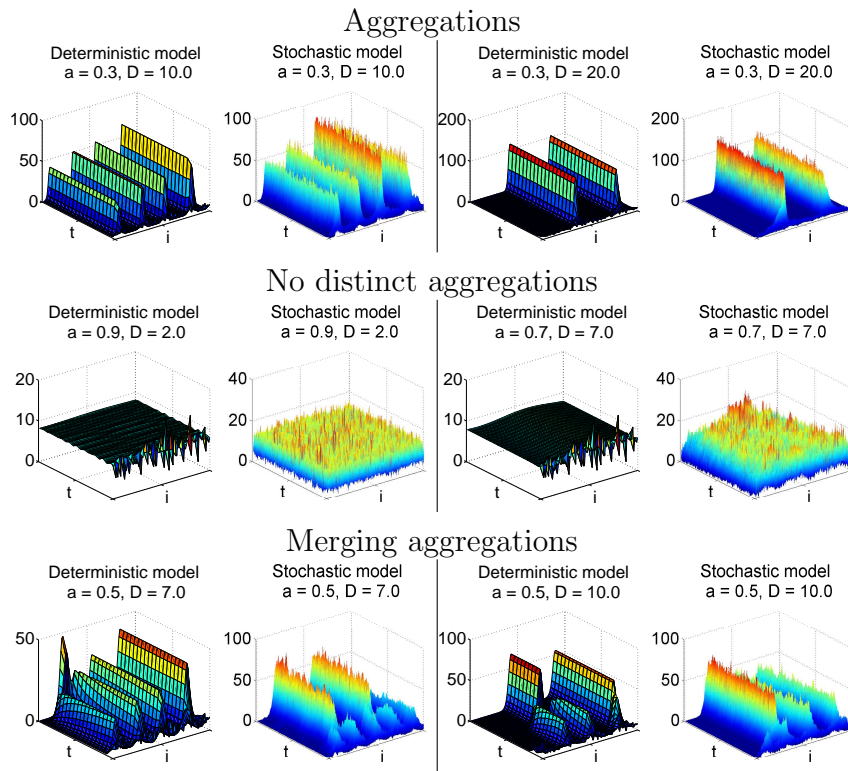 Aggregations
Deterministic model
a = 0.3, D = 10.0
Stochastic model
a = 0.3, D = 10.0
Deterministic model
a = 0.3, D = 20.0
Stochastic model
a = 0.3, D = 20.0
100
50
0
t
i
100
50
0
t
i
200
100
0
t
i
200
100
0
t
i
No distinct aggregations
Deterministic model
a = 0.9, D = 2.0
Stochastic model
a = 0.9, D = 2.0
Deterministic model
a = 0.7, D = 7.0
Stochastic model
a = 0.7, D = 7.0
20
10
0
t
i
40
20
0
t
i
20
10
0
t
i
40
20
0
t
i
Merging aggregations
Deterministic model
a = 0.5, D = 7.0
Stochastic model
a = 0.5, D = 7.0
Deterministic model
a = 0.5, D = 10.0
Stochastic model
a = 0.5, D = 10.0
50
0
t
i
100
50
0
t
i
100
50
0
t
i
100
50
0
t
i